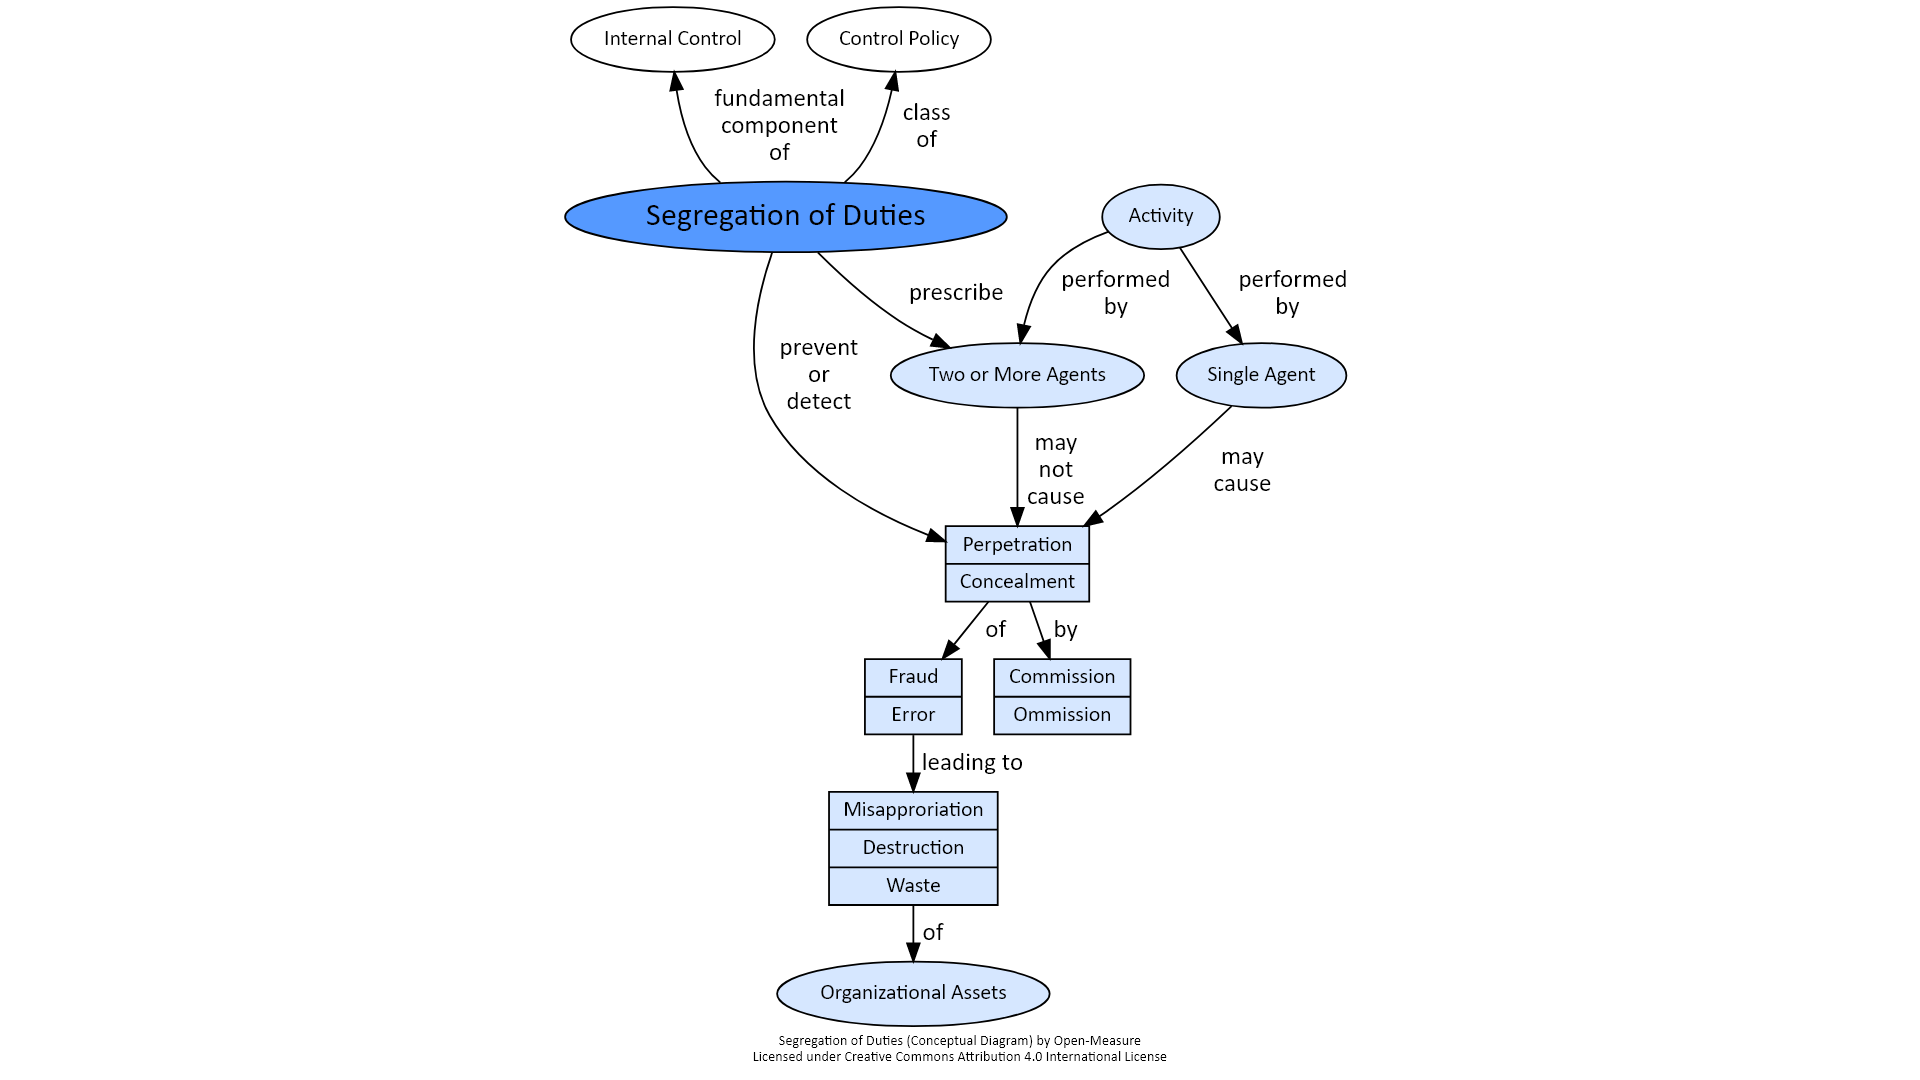 Internal Control
Control Policy
fundamental
component
of
class
of
Segregation of Duties
Activity
prescribe
performed
by
performed
by
prevent
or
detect
Two or More Agents
Single Agent
may
not
cause
may
cause
Perpetration
Concealment
of
by
Fraud
Error
Commission
Ommission
leading to
Misapproriation
Destruction
Waste
of
Organizational Assets
Segregation of Duties (Conceptual Diagram) by Open-Measure
Licensed under Creative Commons Attribution 4.0 International License